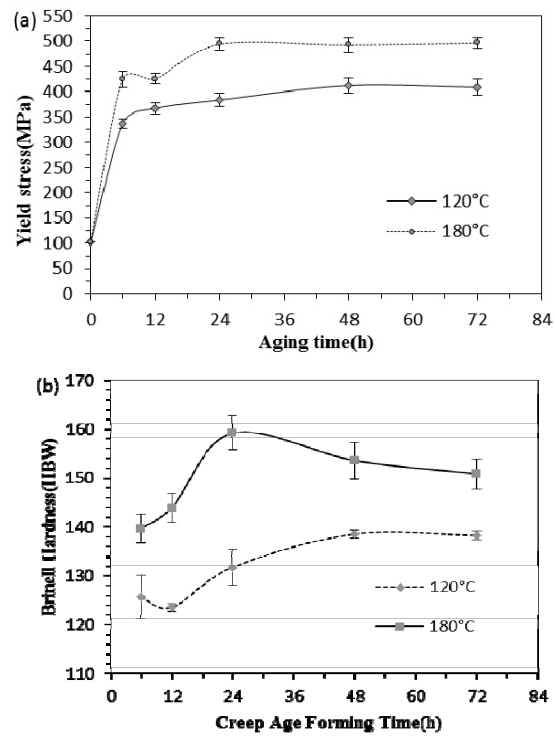 (a)
550
500
450
400
350
300
250
200
150
100
50
0
Yield stress(MPa)
120°C
180°C
0 12 24 36 48 60 72 84
Aging time(h)
(b)
170
160
150
140
130
120
110
Brinell Hardness(HBW)
120°C
180°C
0 6 12 24 36 48 60 72 84
Creep Age Forming Time(h)